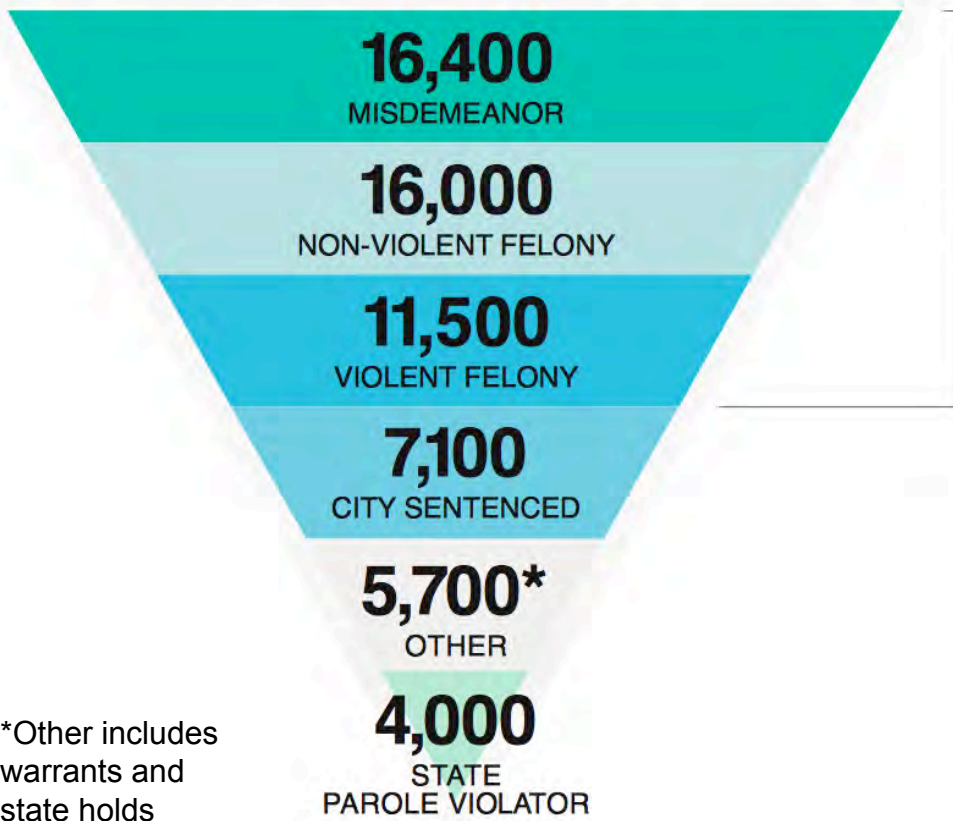 16,400
MISDEMEANOR
16,000
NON-VIOLENT FELONY
11,500
VIOLENT FELONY
7,100
CITY SENTENCED
5,700*
OTHER
4,000
STATE
PAROLE VIOLATOR
*Other includes
warrants and
state holds